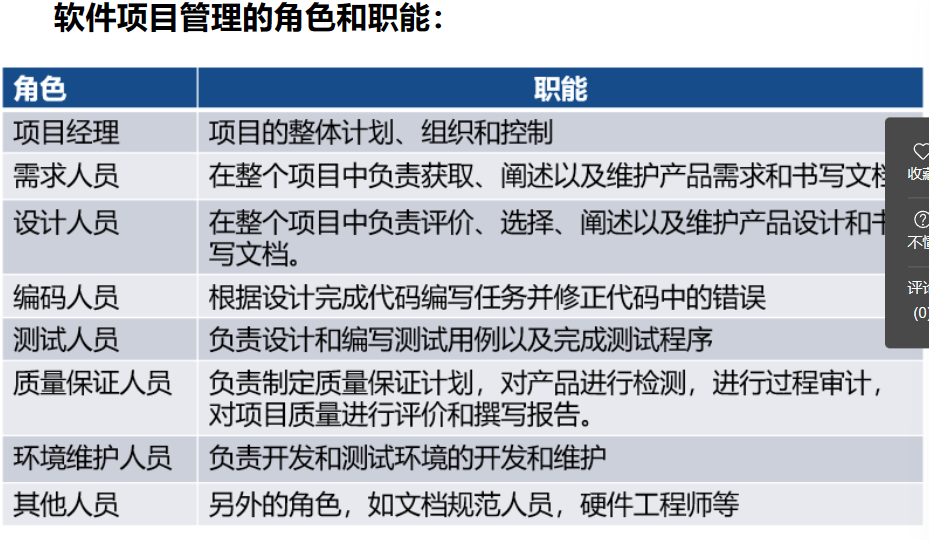 软件项目管理的角色和职能：
角色 职能
项目经理 项目的整体计划、组织和控制
需求人员 在整个项目中负责获取、阐述以及维护产品需求和书写文
设计人员 在整个项目中负责评价、选择、阐述以及维护产品设计和
写文档。
编码人员 根据设计完成代码编写任务并修正代码中的错误
测试人员 负责设计和编写测试用例以及完成测试程序
质量保证人员 负责制定质量保证计划，对产品进行检测，进行过程审计，
对项目质量进行评价和撰写报告。
环境维护人员 负责开发和测试环境的开发和维护
其他人员 另外的角色，如文档规范人员，硬件工程师等
收
不
评
(0)